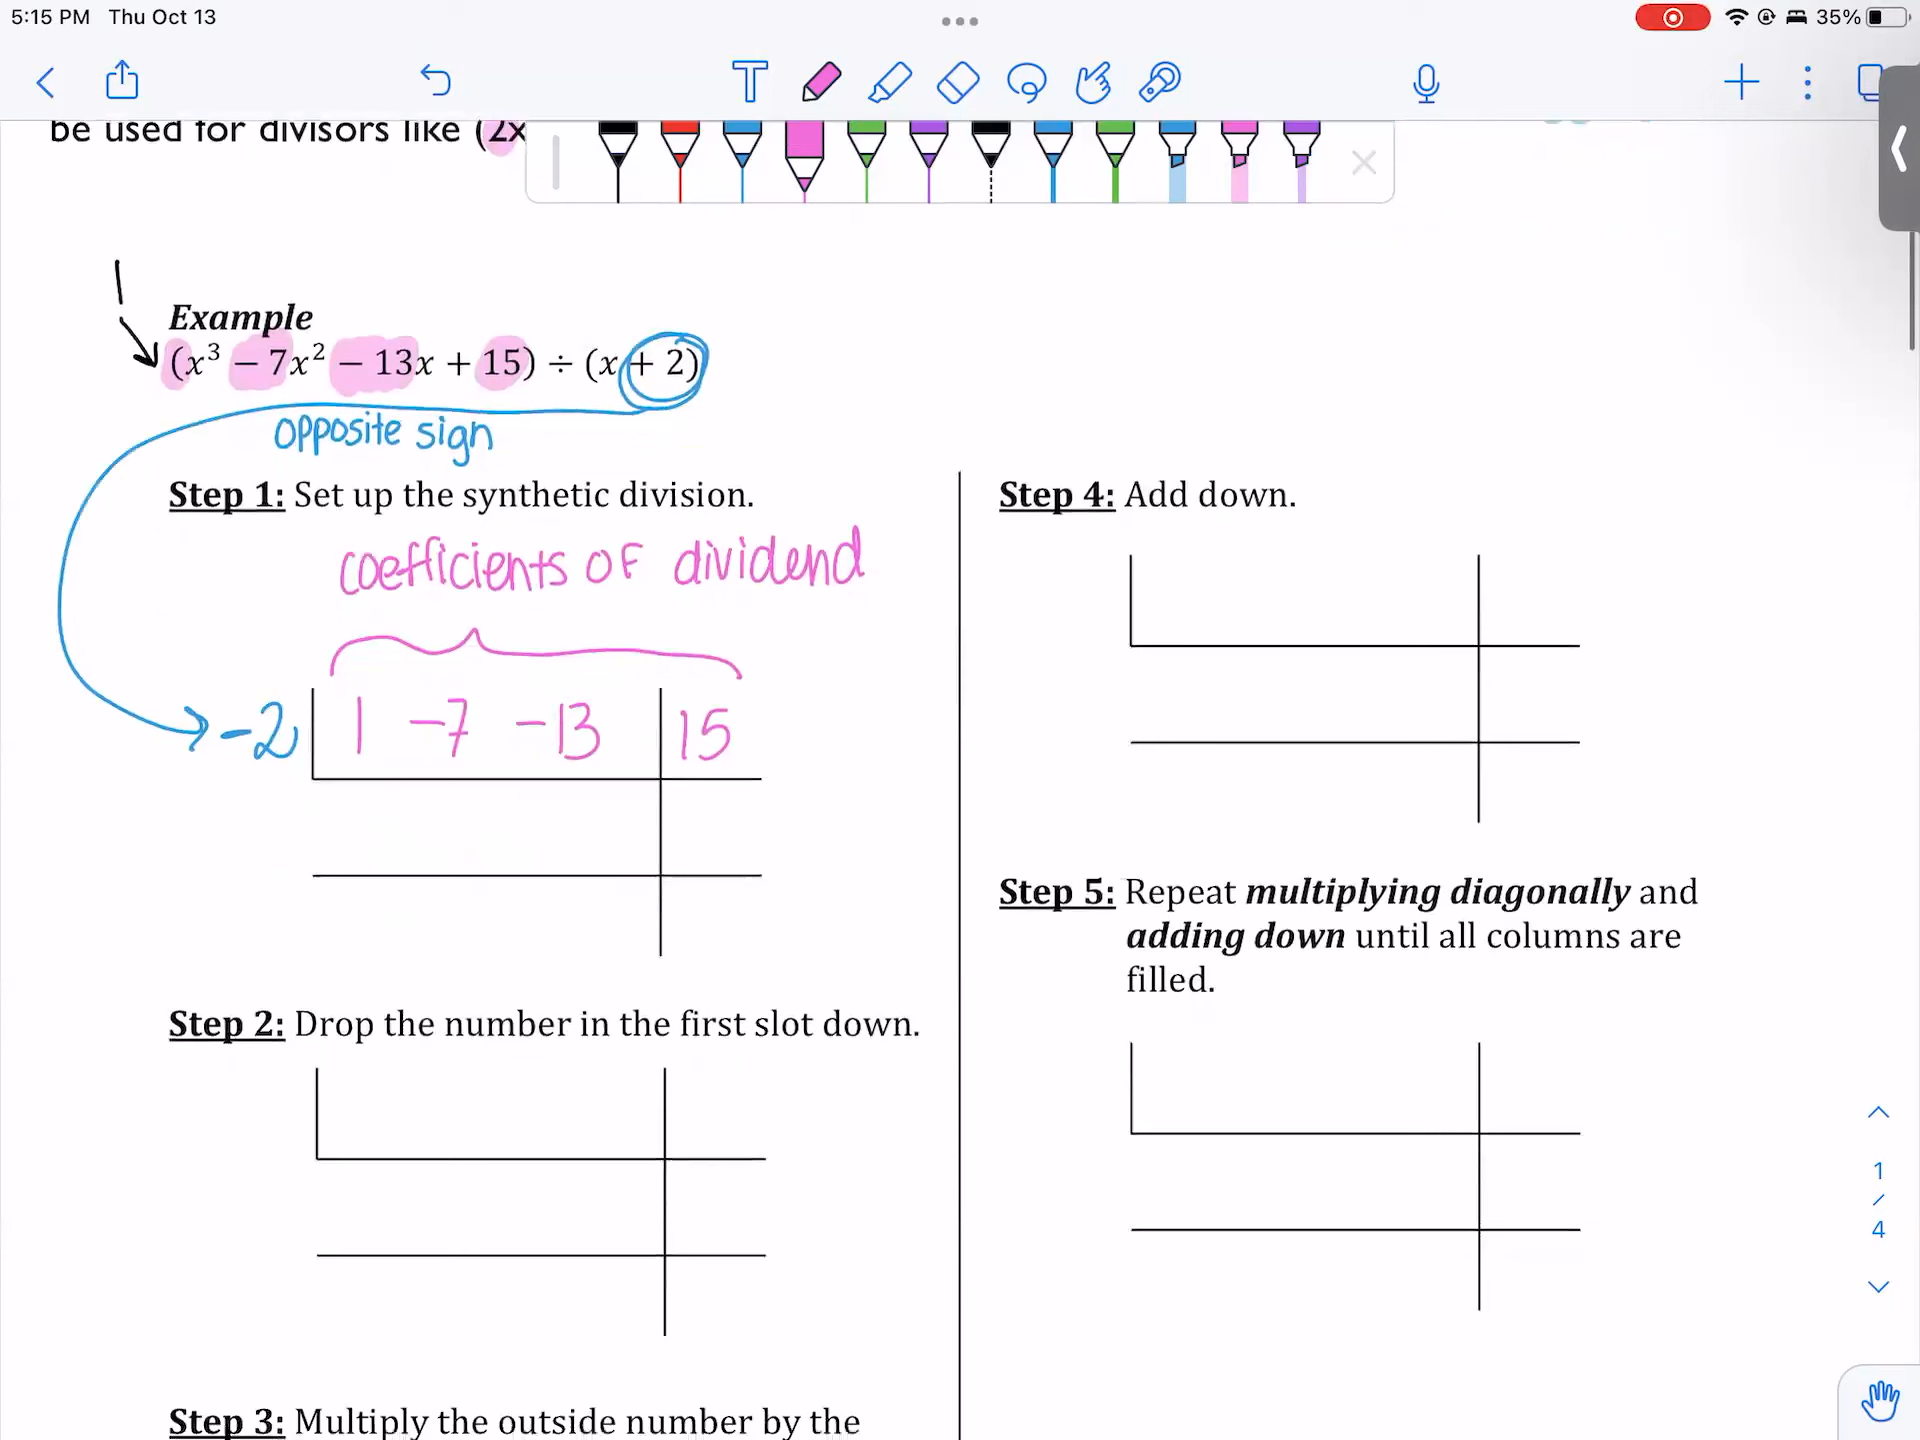 5:15 PM Thu Oct 13
35%
be used for divisors like (2x
Example
(x³ − 7x² − 13x + 15) ÷ (x + 2)
opposite sign
Step 1: Set up the synthetic division.
coefficients of dividend
-2 1 -7 -13 15
Step 2: Drop the number in the first slot down.
Step 3: Multiply the outside number by the
Step 4: Add down.
Step 5: Repeat multiplying diagonally and
adding down until all columns are
filled.
1
/
4